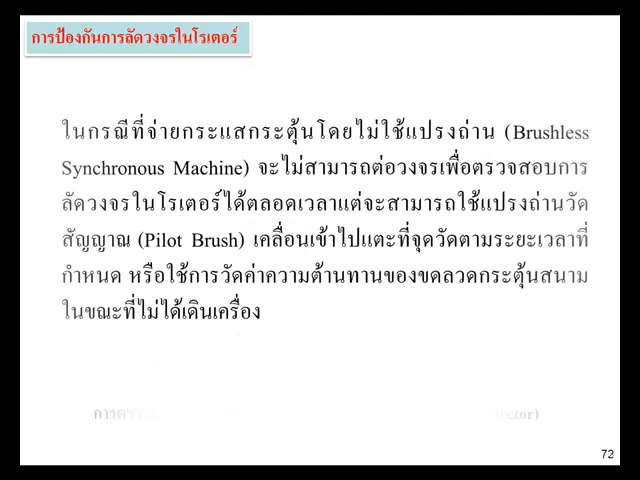 การป้องกันการลัดวงจรในโรเตอร์
ในกรณีที่จ่ายกระแสกระตุ้นโดยไม่ใช้แปรงถ่าน (Brushless
Synchronous Machine) จะไม่สามารถต่อวงจรเพื่อตรวจสอบการ
ลัดวงจรในโรเตอร์ได้ตลอดเวลาแต่จะสามารถใช้แปรงถ่านวัด
สัญญาณ (Pilot Brush) เคลื่อนเข้าไปแตะที่จุดวัดตามระยะเวลาที่
กำหนด หรือใช้การวัดค่าความต้านทานของขดลวดกระตุ้นสนาม
ในขณะที่ไม่ได้เดินเครื่อง
72